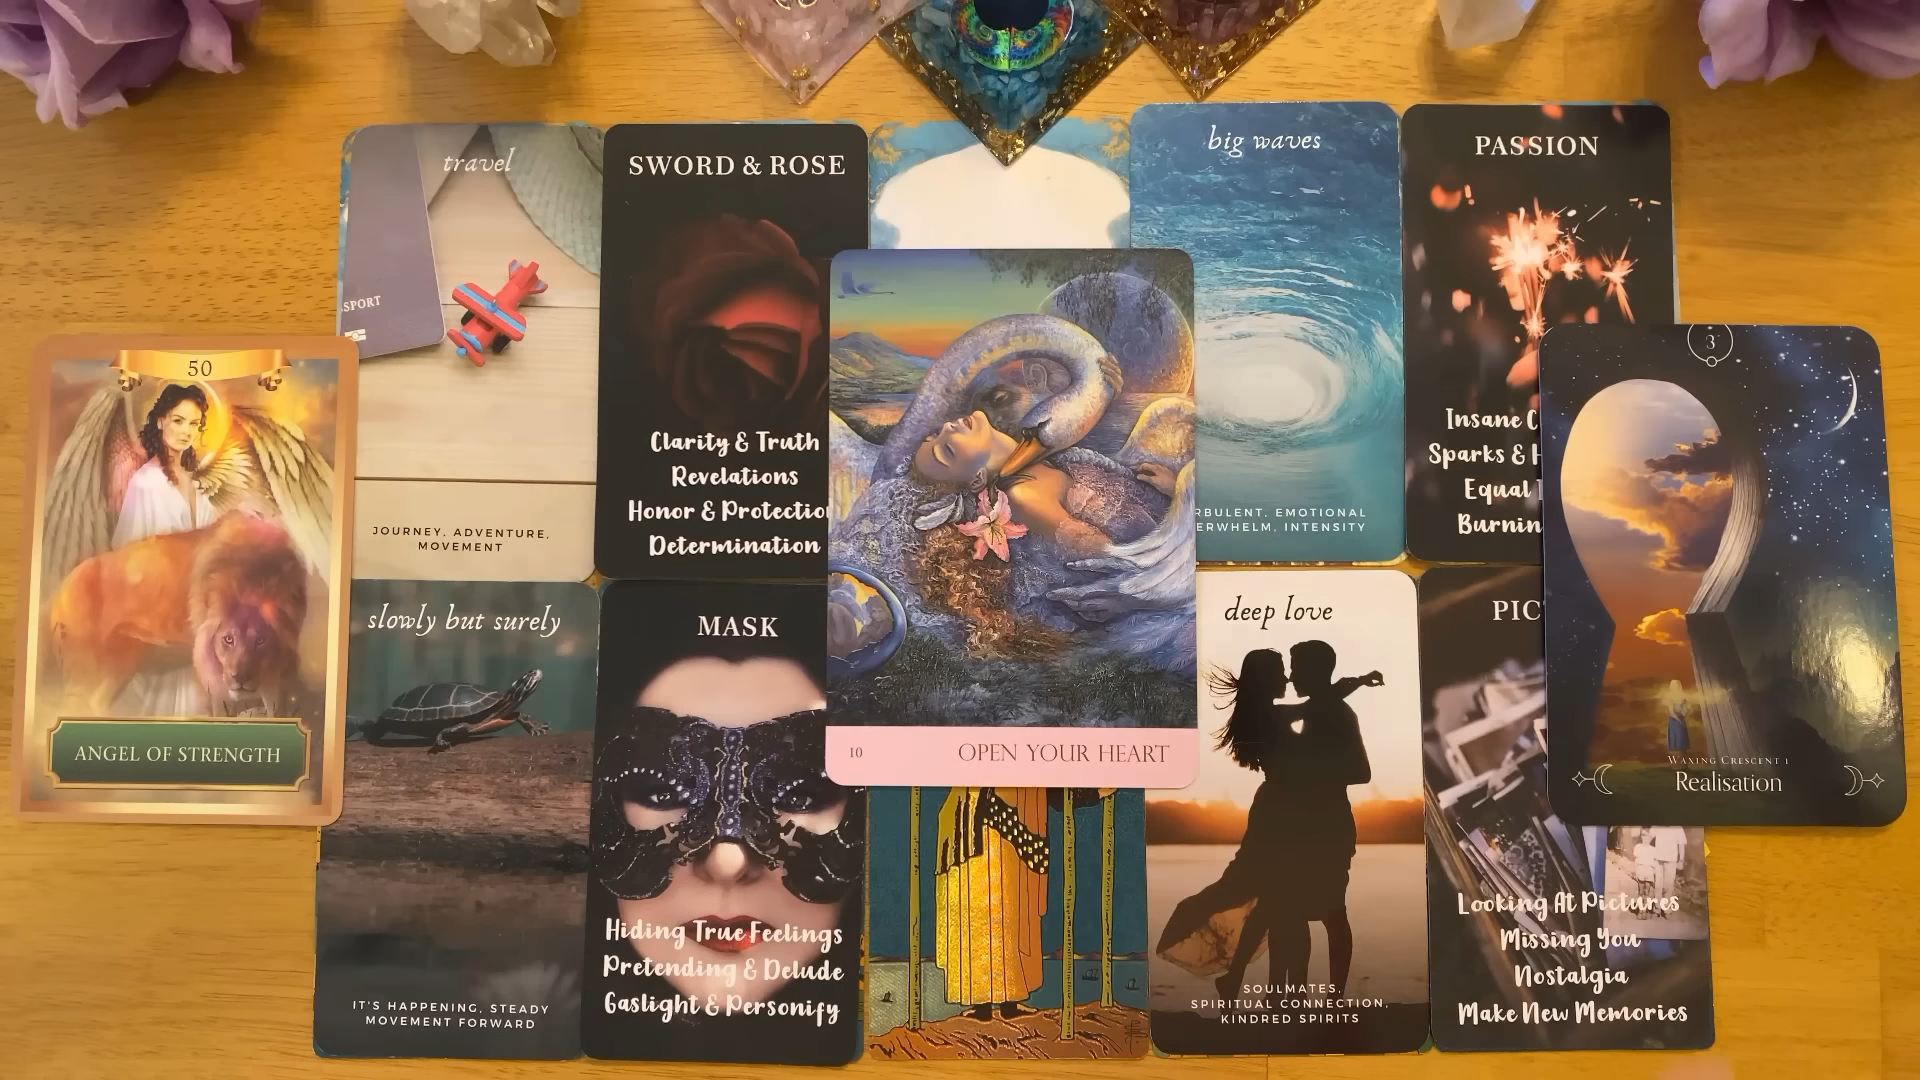 travel
SPORT
JOURNEY, ADVENTURE,
MOVEMENT
SWORD & ROSE
Clarity & Truth
Revelations
Honor & Protection
Determination
big waves
RBULENT, EMOTIONAL
ERWHELM, INTENSITY
PASSION
Insane C
Sparks & H
Equal
Burnin
50
ANGEL OF STRENGTH
10 OPEN YOUR HEART
3
WAXING CRESCENT 1
Realisation
slowly but surely
IT'S HAPPENING, STEADY
MOVEMENT FORWARD
MASK
Hiding True Feelings
Pretending & Delude
Gaslight & Personify
deep love
SOULMATES,
SPIRITUAL CONNECTION,
KINDRED SPIRITS
PIC
Looking At Pictures
Missing You
Nostalgia
Make New Memories